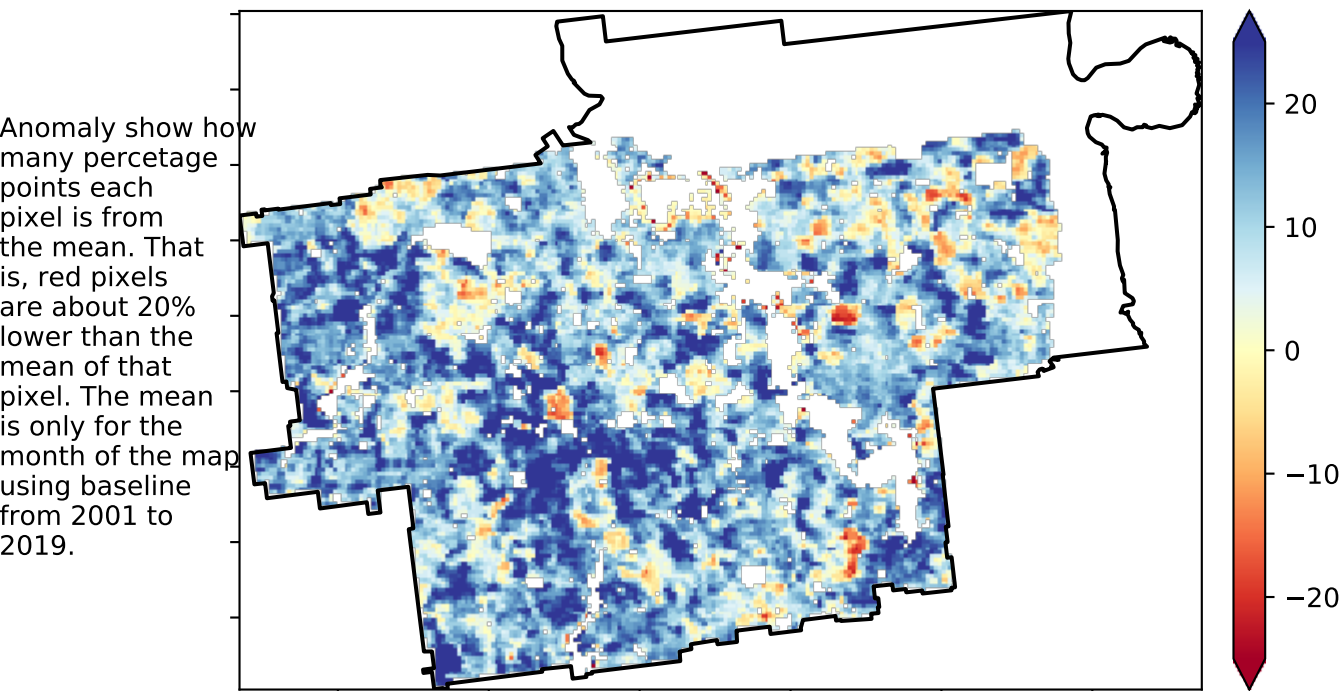 Anomaly show how
many percetage
points each
pixel is from
the mean. That
is, red pixels
are about 20%
lower than the
mean of that
pixel. The mean
is only for the
month of the map
using baseline
from 2001 to
2019.
20
10
0
−10
−20